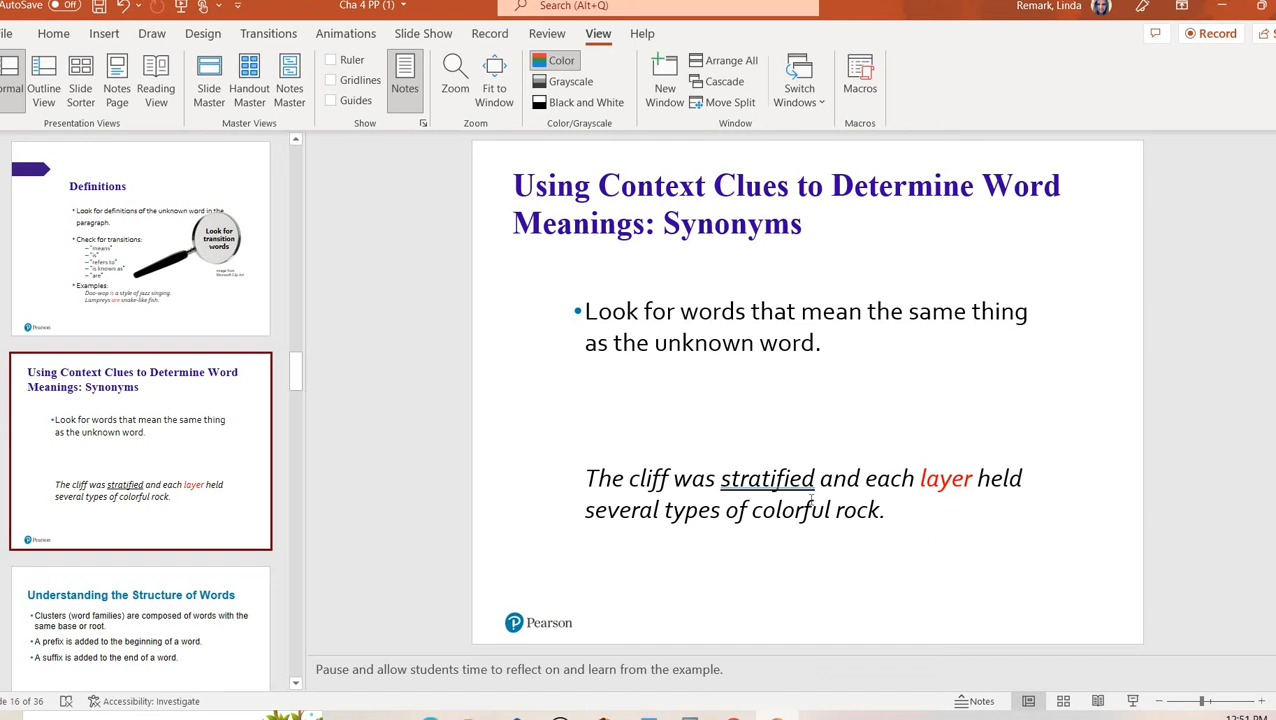 AutoSave Off
Cha 4 PP (1)
Search (Alt+Q)
Remark, Linda
Home Insert Draw Design Transitions Animations Slide Show Record Review View Help
Record
Outline View
Slide Sorter
Notes Page
Reading View
Slide Master
Handout Master
Notes Master
Ruler
Gridlines
Guides
Notes
Zoom
Fit to Window
Color
Grayscale
Black and White
New Window
Arrange All
Cascade
Move Split
Switch Windows
Macros
Presentation Views
Master Views
Show
Zoom
Color/Grayscale
Window
Macros
Definitions
• Look for definitions of the unknown word in the
paragraph.
• Check for transitions:
– "means"
– "is"
– "refers to"
– "is known as"
– "are"
• Examples:
Doo-wop is a style of jazz singing.
Lampreys are snake-like fish.
Look for
transition
words
Image from
Microsoft Clip Art
Pearson
Using Context Clues to Determine Word
Meanings: Synonyms
•Look for words that mean the same thing
as the unknown word.
The cliff was stratified and each layer held
several types of colorful rock.
Pearson
Understanding the Structure of Words
• Clusters (word families) are composed of words with the
same base or root.
• A prefix is added to the beginning of a word.
• A suffix is added to the end of a word.
Using Context Clues to Determine Word
Meanings: Synonyms
•Look for words that mean the same thing
as the unknown word.
The cliff was stratified and each layer held
several types of colorful rock.
Pearson
Pause and allow students time to reflect on and learn from the example.
16 of 36
Accessibility: Investigate
Notes
12:51 PM